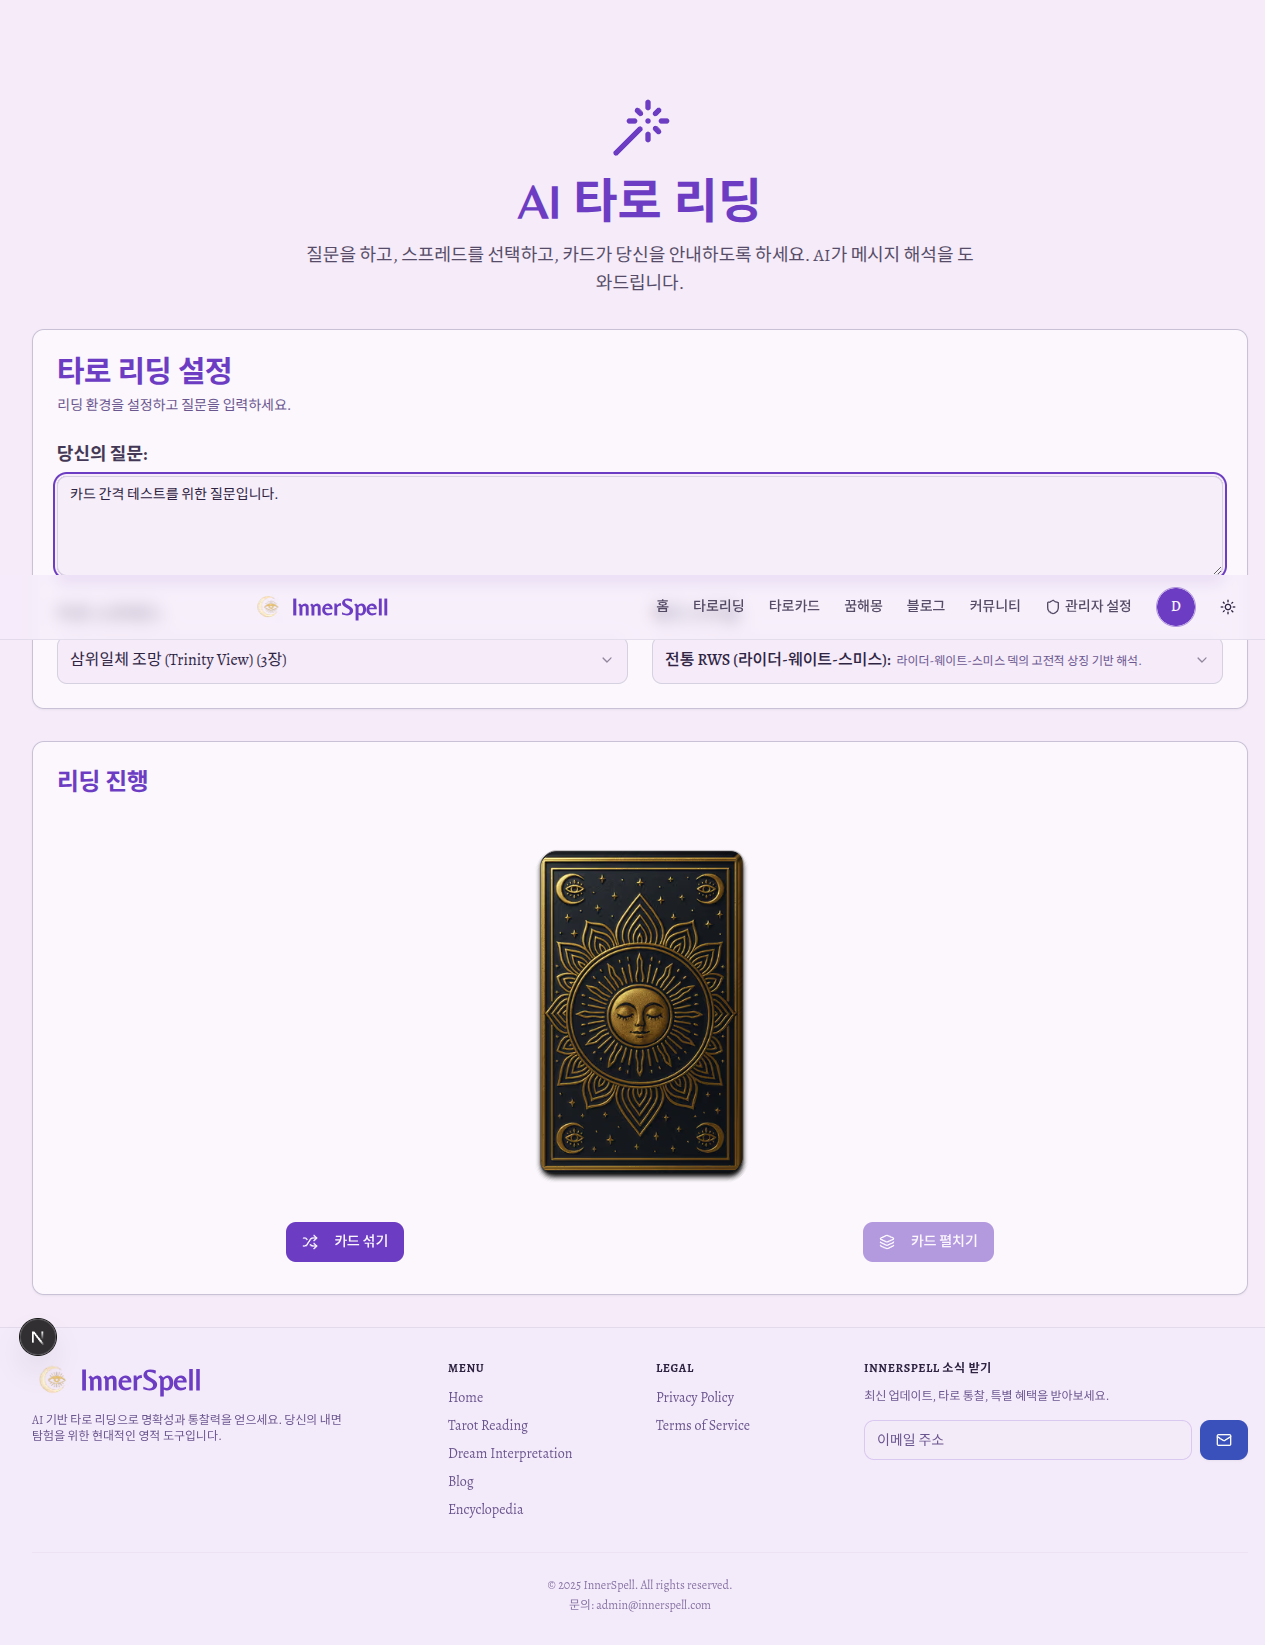 AI 타로 리딩
질문을 하고, 스프레드를 선택하고, 카드가 당신을 안내하도록 하세요. AI가 메시지 해석을 도
와드립니다.
타로 리딩 설정
리딩 환경을 설정하고 질문을 입력하세요.
당신의 질문:
카드 간격 테스트를 위한 질문입니다.
InnerSpell 홈 타로리딩 타로카드 꿈해몽 블로그 커뮤니티 관리자 설정 D
삼위일체 조망 (Trinity View) (3장)
전통 RWS (라이더-웨이트-스미스): 라이더-웨이트-스미스 덱의 고전적 상징 기반 해석.
리딩 진행
카드 섞기
카드 펼치기
N
InnerSpell
AI 기반 타로 리딩으로 명확성과 통찰력을 얻으세요. 당신의 내면
탐험을 위한 현대적인 영적 도구입니다.
MENU
Home
Tarot Reading
Dream Interpretation
Blog
Encyclopedia
LEGAL
Privacy Policy
Terms of Service
INNERSPELL 소식 받기
최신 업데이트, 타로 통찰, 특별 혜택을 받아보세요.
이메일 주소
© 2025 InnerSpell. All rights reserved.
문의: admin@innerspell.com